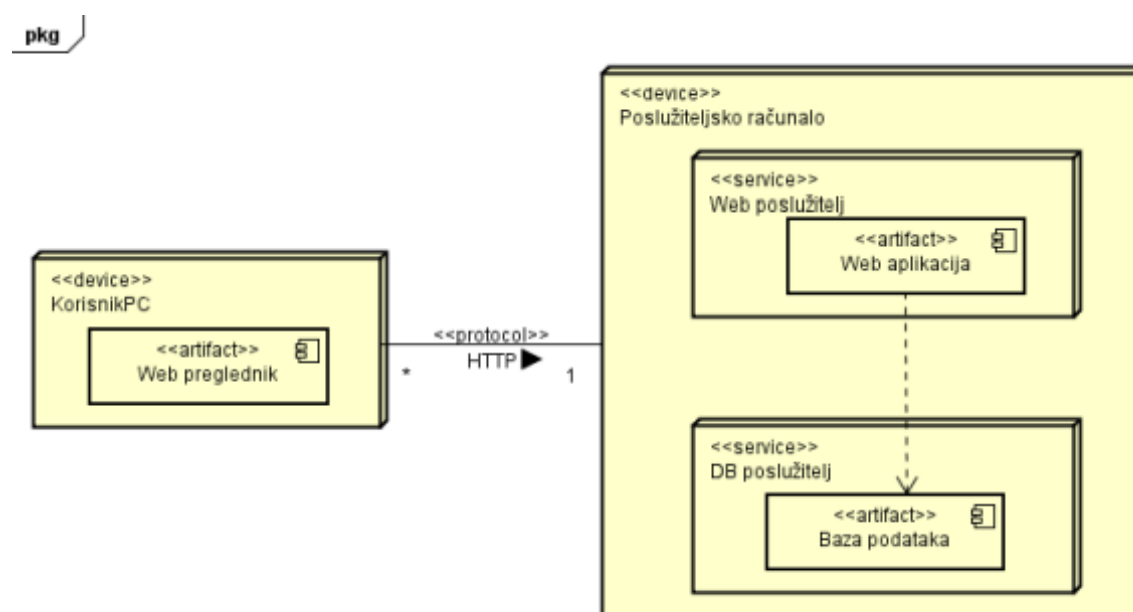 pkg
<<device>>
Poslužiteljsko računalo
<<service>>
Web poslužitelj
<<artifact>>
Web aplikacija
<<device>>
KorisnikPC
<<artifact>>
Web preglednik
<<protocol>>
HTTP
*
1
<<service>>
DB poslužitelj
<<artifact>>
Baza podataka